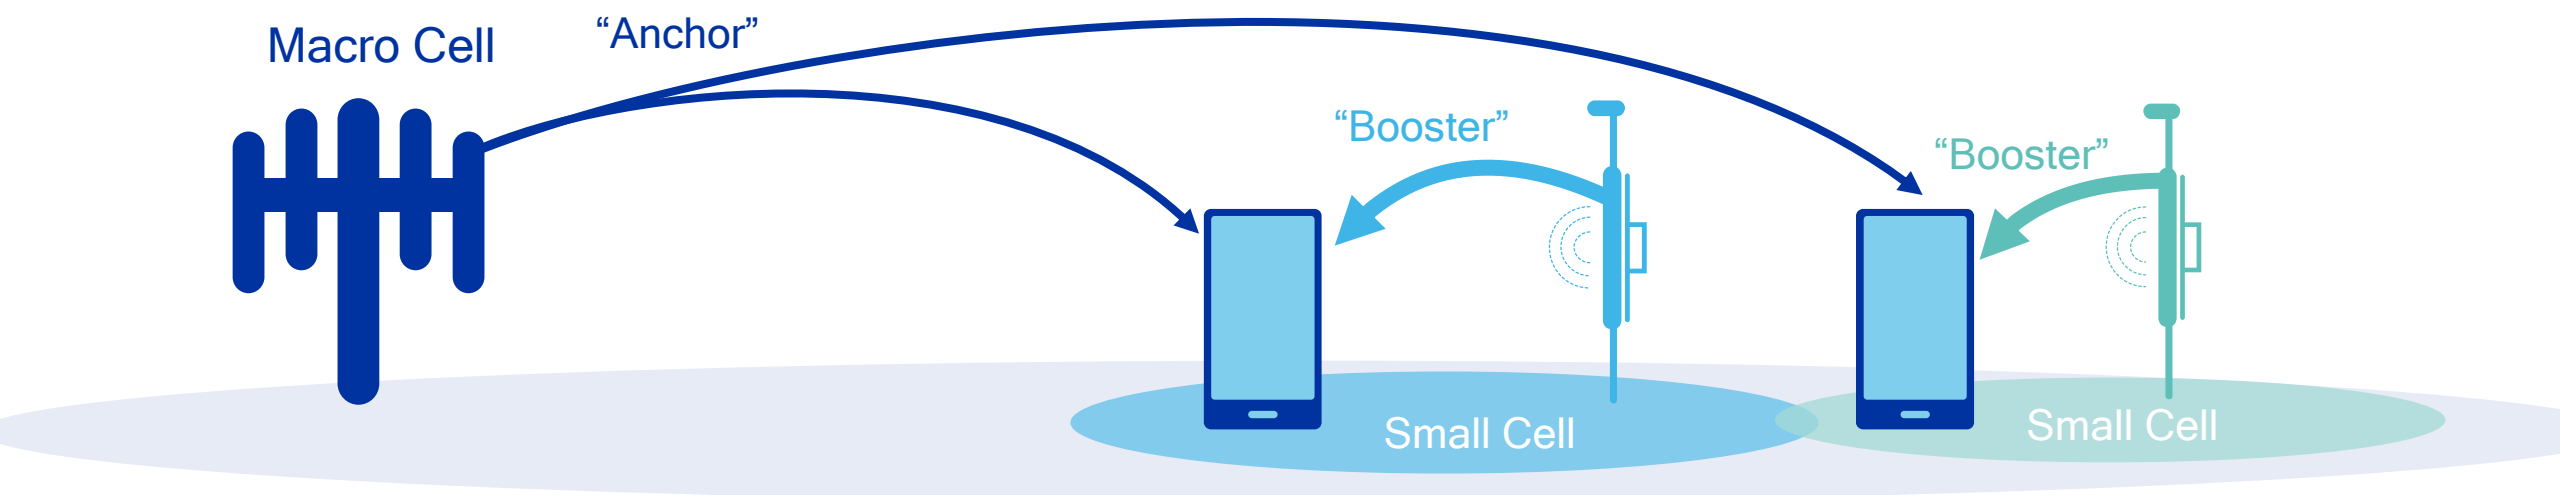 Macro Cell
“Anchor”
“Booster”
“Booster”
Small Cell
Small Cell